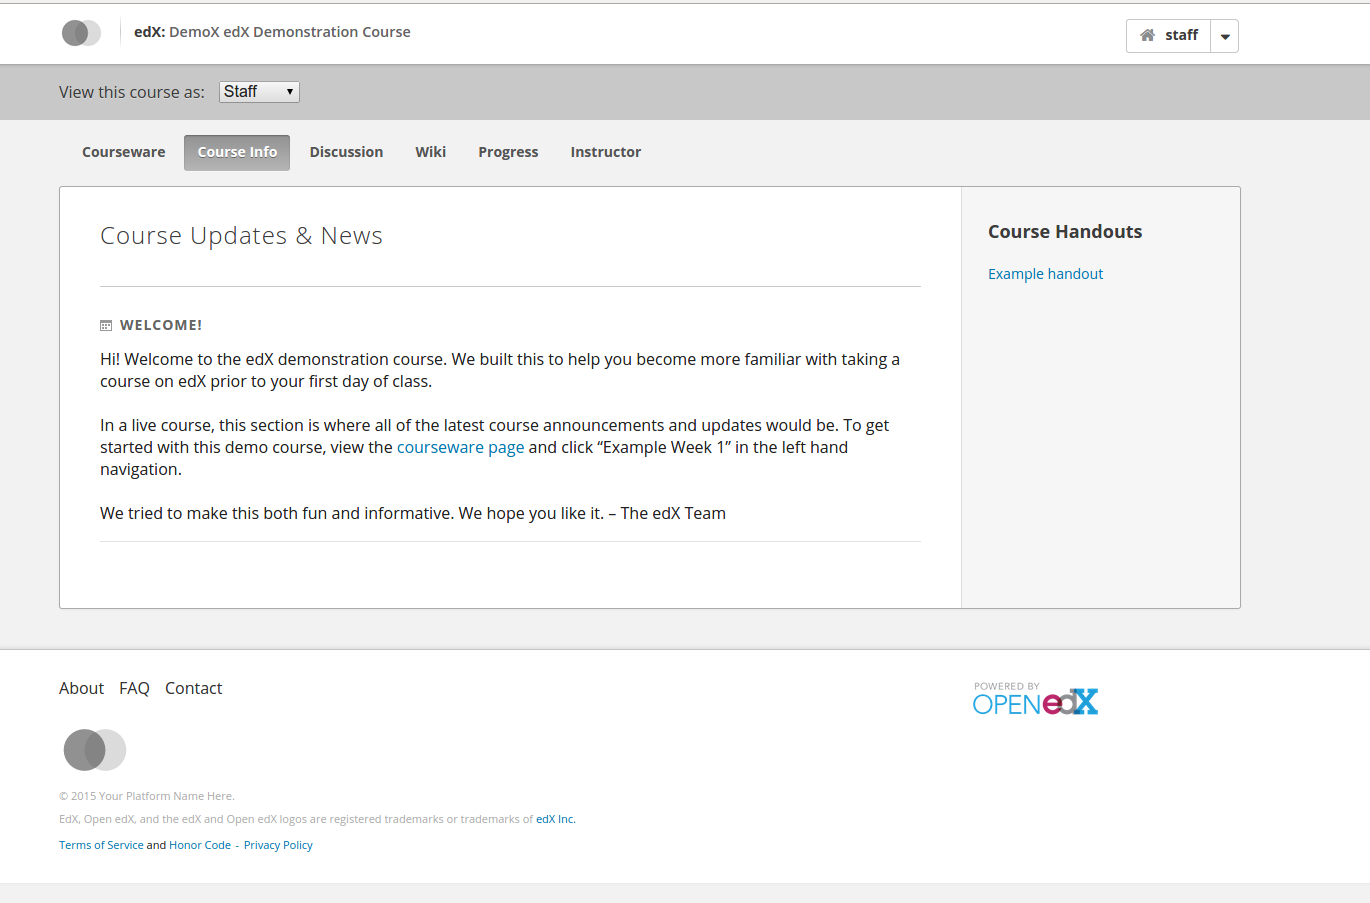 edX: DemoX edX Demonstration Course
staff
View this course as: Staff
Courseware Course Info Discussion Wiki Progress Instructor
Course Updates & News
WELCOME!
Hi! Welcome to the edX demonstration course. We built this to help you become more familiar with taking a
course on edX prior to your first day of class.
In a live course, this section is where all of the latest course announcements and updates would be. To get
started with this demo course, view the courseware page and click “Example Week 1” in the left hand
navigation.
We tried to make this both fun and informative. We hope you like it. – The edX Team
Course Handouts
Example handout
About FAQ Contact
POWERED BY
OPEN edX
© 2015 Your Platform Name Here.
EdX, Open edX, and the edX and Open edX logos are registered trademarks or trademarks of edX Inc.
Terms of Service and Honor Code - Privacy Policy